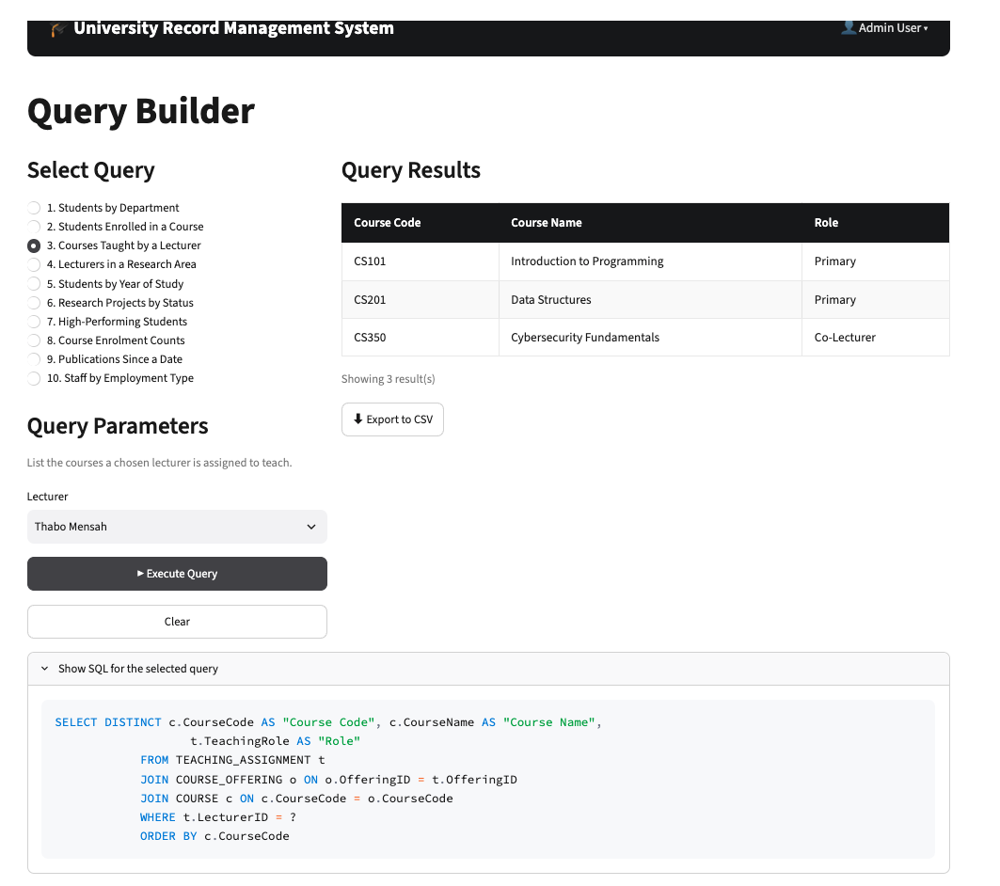 🎓 University Record Management System
👤 Admin User ▾
Query Builder
Select Query
1. Students by Department
2. Students Enrolled in a Course
3. Courses Taught by a Lecturer
4. Lecturers in a Research Area
5. Students by Year of Study
6. Research Projects by Status
7. High-Performing Students
8. Course Enrolment Counts
9. Publications Since a Date
10. Staff by Employment Type
Query Parameters
List the courses a chosen lecturer is assigned to teach.
Lecturer
Thabo Mensah
▶ Execute Query
Clear
Query Results
Course Code Course Name Role
CS101 Introduction to Programming Primary
CS201 Data Structures Primary
CS350 Cybersecurity Fundamentals Co-Lecturer
Showing 3 result(s)
⬇ Export to CSV
Show SQL for the selected query
SELECT DISTINCT c.CourseCode AS "Course Code", c.CourseName AS "Course Name",
t.TeachingRole AS "Role"
FROM TEACHING_ASSIGNMENT t
JOIN COURSE_OFFERING o ON o.OfferingID = t.OfferingID
JOIN COURSE c ON c.CourseCode = o.CourseCode
WHERE t.LecturerID = ?
ORDER BY c.CourseCode